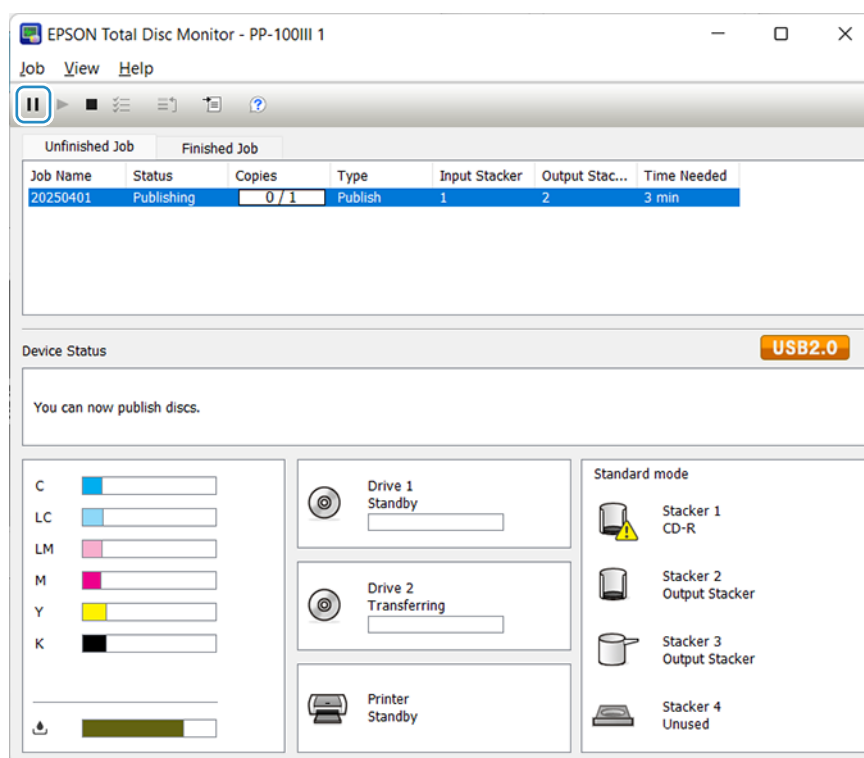 EPSON Total Disc Monitor - PP-100III 1
Job View Help
Unfinished Job Finished Job
Job Name Status Copies Type Input Stacker Output Stac... Time Needed
20250401 Publishing 0 / 1 Publish 1 2 3 min
Device Status USB2.0
You can now publish discs.
C
LC
LM
M
Y
K
Drive 1
Standby
Drive 2
Transferring
Printer
Standby
Standard mode
Stacker 1
CD-R
Stacker 2
Output Stacker
Stacker 3
Output Stacker
Stacker 4
Unused